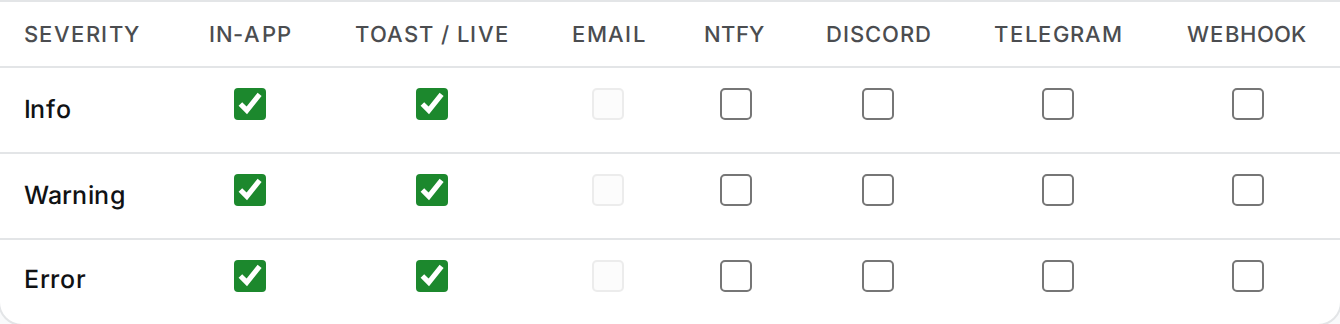 SEVERITY IN-APP TOAST / LIVE EMAIL NTFY DISCORD TELEGRAM WEBHOOK
Info
Warning
Error